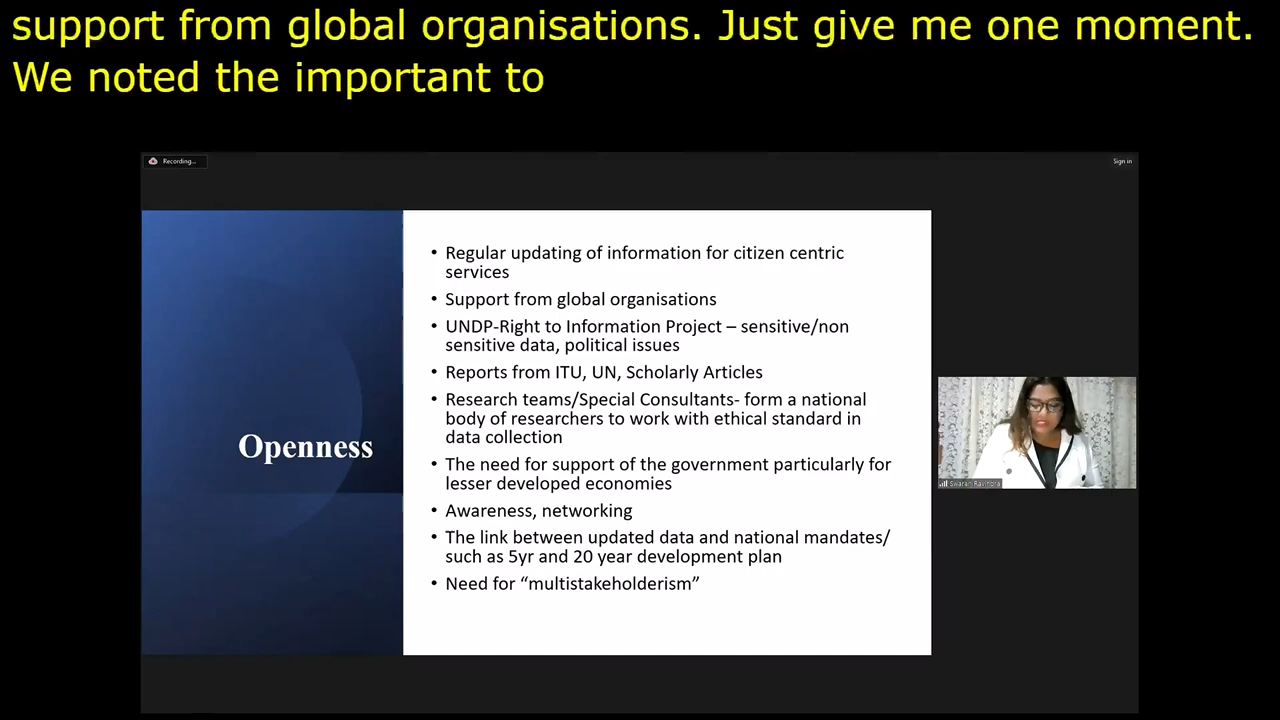 support from global organisations. Just give me one moment.
We noted the important to
Recording...
Sign in
Openness
• Regular updating of information for citizen centric
services
• Support from global organisations
• UNDP-Right to Information Project – sensitive/non
sensitive data, political issues
• Reports from ITU, UN, Scholarly Articles
• Research teams/Special Consultants- form a national
body of researchers to work with ethical standard in
data collection
• The need for support of the government particularly for
lesser developed economies
• Awareness, networking
• The link between updated data and national mandates/
such as 5yr and 20 year development plan
• Need for “multistakeholderism”
Swaran Ravindra